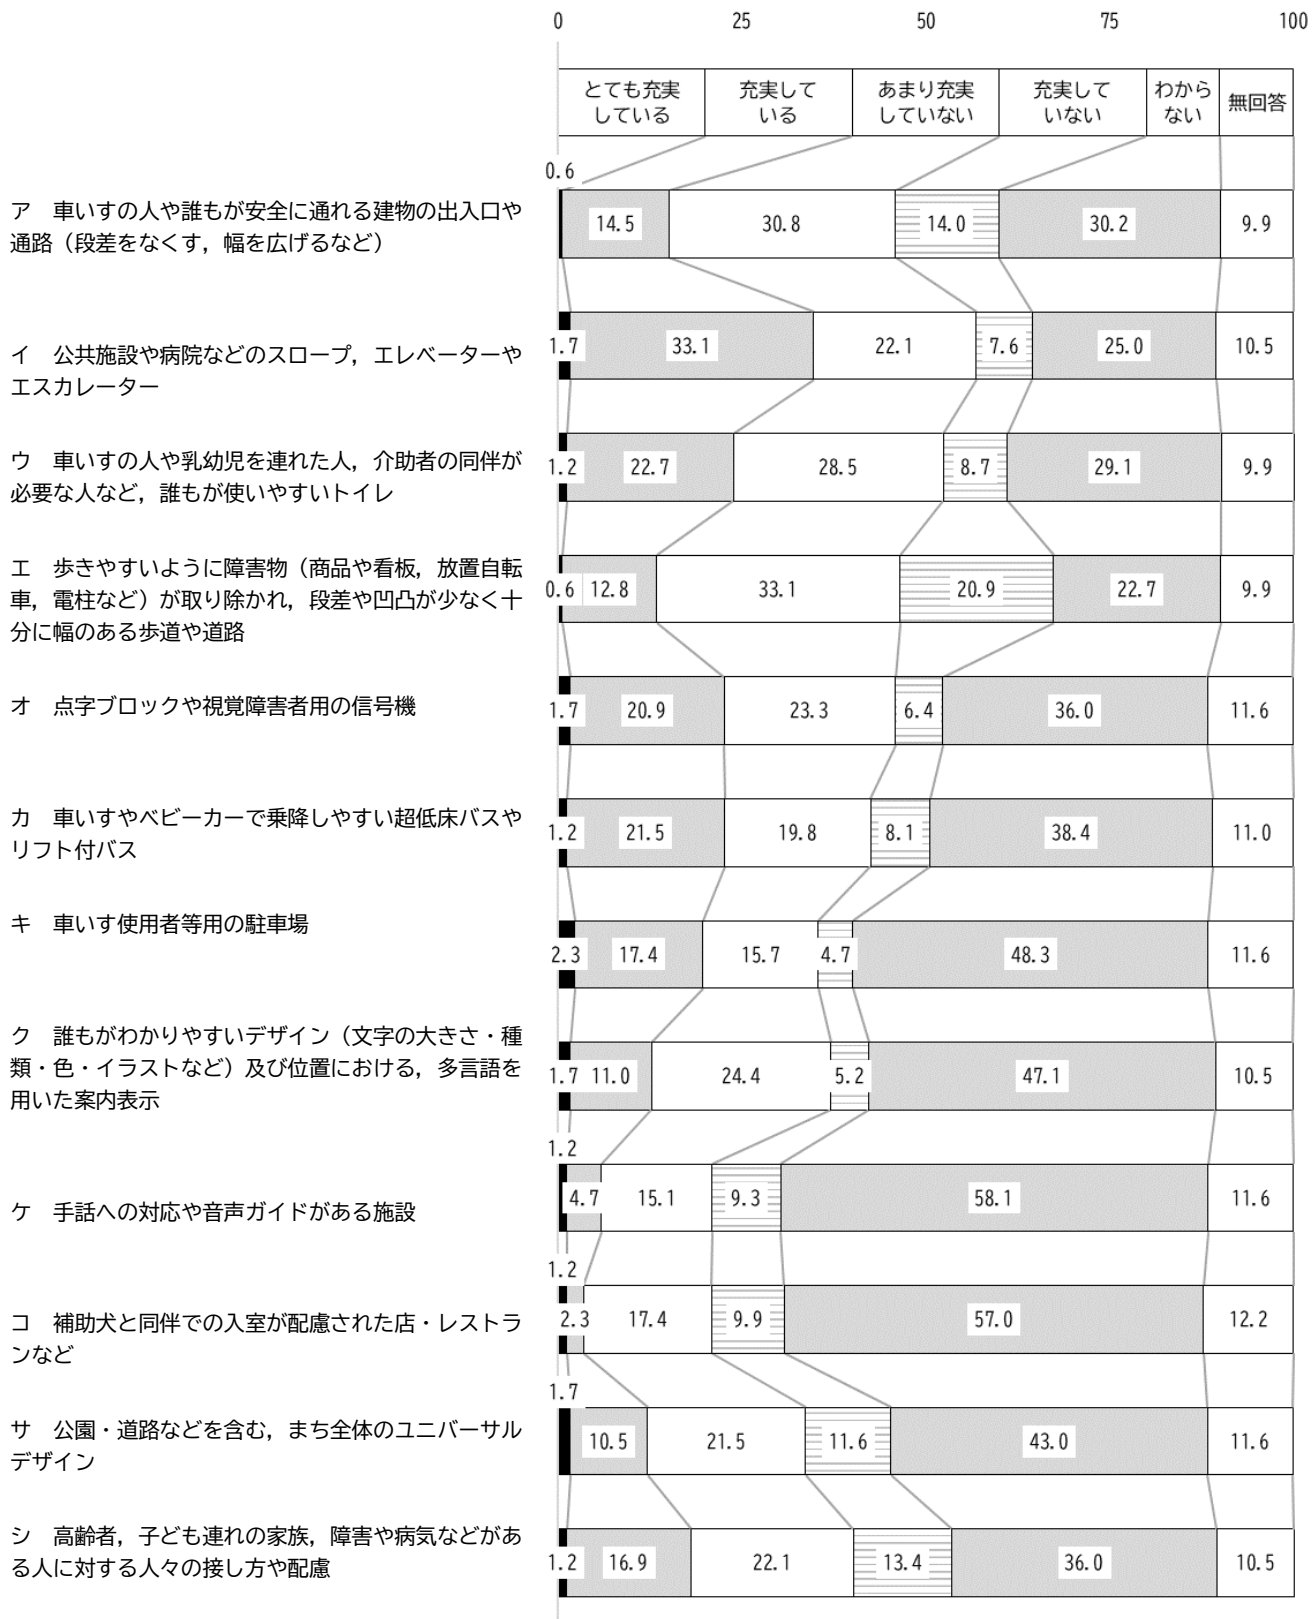 0 25 50 75 100
とても充実 充実して あまり充実 充実して わから 無回答
している いる していない いない ない
0.6
ア　車いすの人や誰もが安全に通れる建物の出入口や
通路（段差をなくす，幅を広げるなど）
14.5 30.8 14.0 30.2 9.9
イ　公共施設や病院などのスロープ，エレベーターや
エスカレーター
1.7 33.1 22.1 7.6 25.0 10.5
ウ　車いすの人や乳幼児を連れた人，介助者の同伴が
必要な人など，誰もが使いやすいトイレ
1.2 22.7 28.5 8.7 29.1 9.9
エ　歩きやすいように障害物（商品や看板，放置自転
車，電柱など）が取り除かれ，段差や凹凸が少なく十
分に幅のある歩道や道路
0.6 12.8 33.1 20.9 22.7 9.9
オ　点字ブロックや視覚障害者用の信号機
1.7 20.9 23.3 6.4 36.0 11.6
カ　車いすやベビーカーで乗降しやすい超低床バスや
リフト付バス
1.2 21.5 19.8 8.1 38.4 11.0
キ　車いす使用者等用の駐車場
2.3 17.4 15.7 4.7 48.3 11.6
ク　誰もがわかりやすいデザイン（文字の大きさ・種
類・色・イラストなど）及び位置における，多言語を
用いた案内表示
1.7 11.0 24.4 5.2 47.1 10.5
1.2
ケ　手話への対応や音声ガイドがある施設
4.7 15.1 9.3 58.1 11.6
1.2
コ　補助犬と同伴での入室が配慮された店・レストラ
ンなど
2.3 17.4 9.9 57.0 12.2
1.7
サ　公園・道路などを含む，まち全体のユニバーサル
デザイン
10.5 21.5 11.6 43.0 11.6
シ　高齢者，子ども連れの家族，障害や病気などがあ
る人に対する人々の接し方や配慮
1.2 16.9 22.1 13.4 36.0 10.5